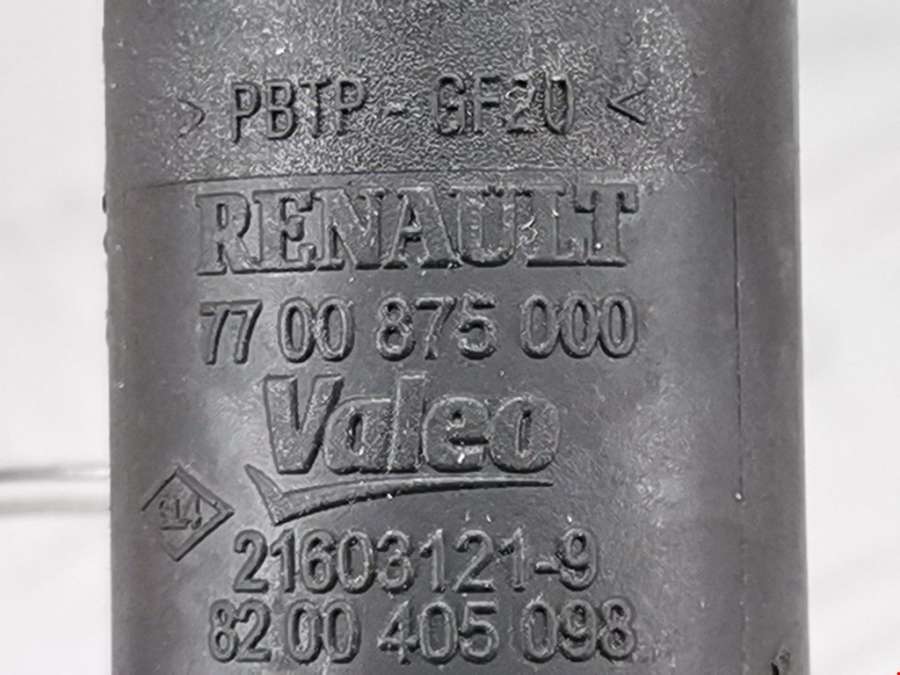 > PBTP - GF20 <
RENAULT
77 00 875 000
Valeo
21603121-9
82 00 405 098